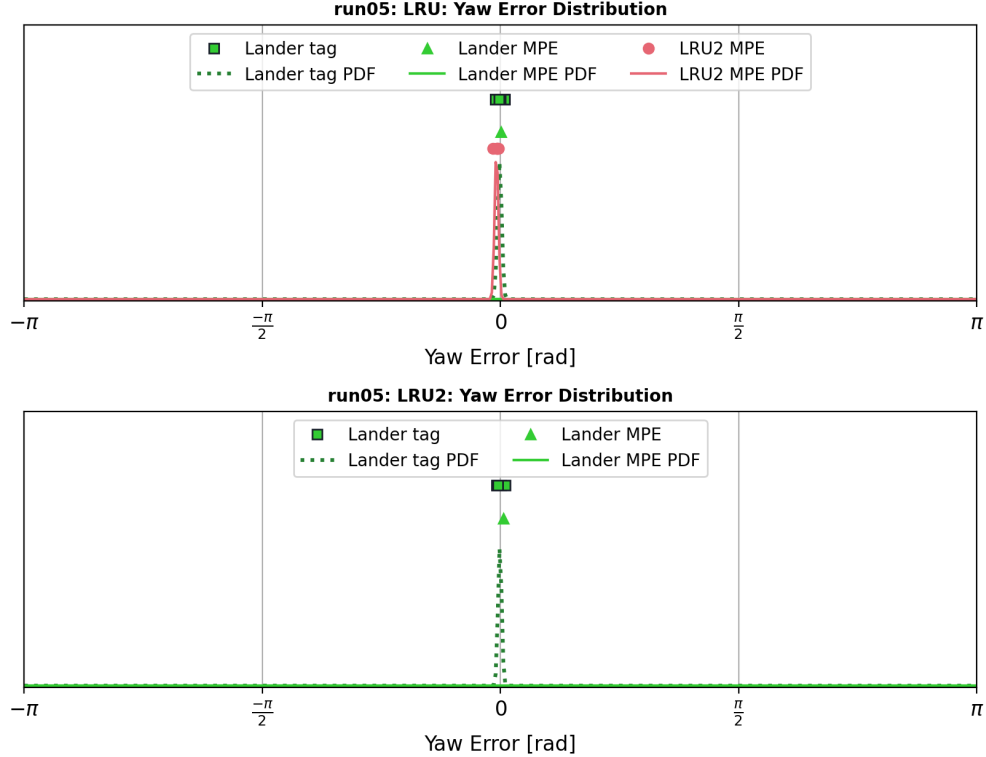 run05: LRU: Yaw Error Distribution
Lander tag Lander MPE LRU2 MPE
Lander tag PDF Lander MPE PDF LRU2 MPE PDF
−π −π/2 0 π/2 π
Yaw Error [rad]
run05: LRU2: Yaw Error Distribution
Lander tag Lander MPE
Lander tag PDF Lander MPE PDF
−π −π/2 0 π/2 π
Yaw Error [rad]